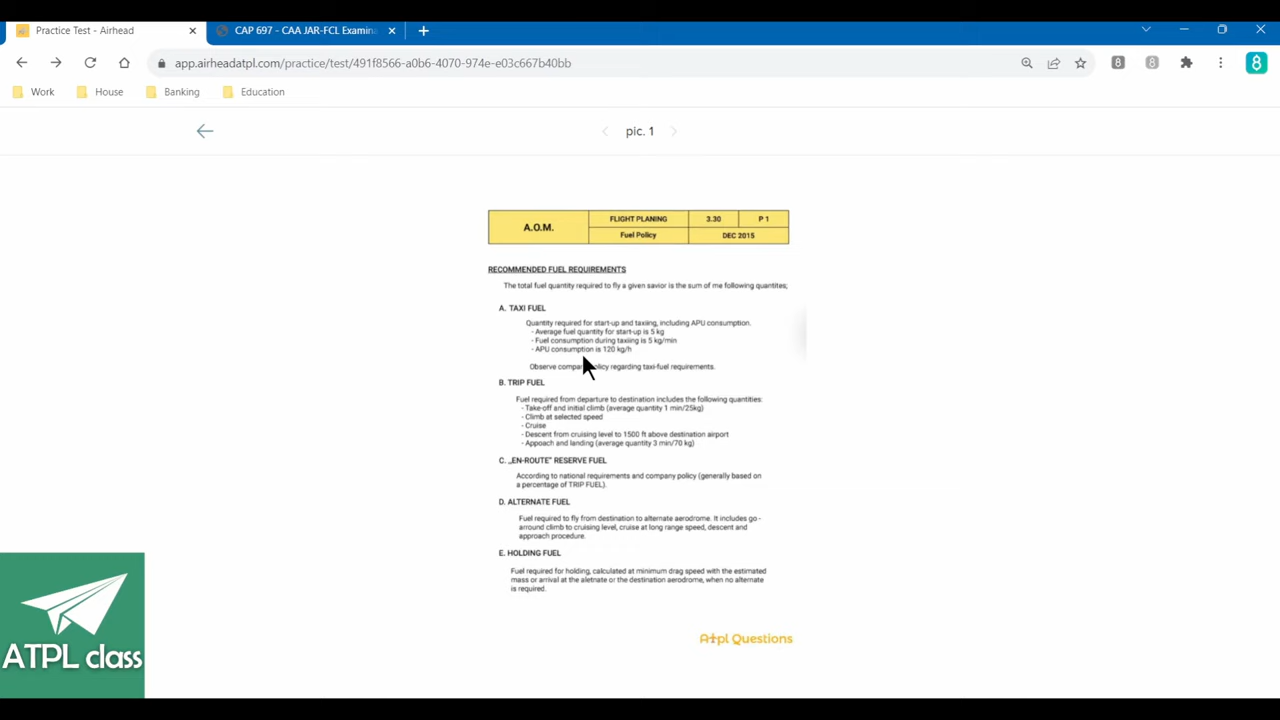 Practice Test - Airhead
CAP 697 - CAA JAR-FCL Examina
app.airheadatpl.com/practice/test/491f8566-a0b6-4070-974e-e03c667b40bb
Work House Banking Education
pic. 1
A.O.M.
FLIGHT PLANING 3.30 P 1
Fuel Policy DEC 2015
RECOMMENDED FUEL REQUIREMENTS
The total fuel quantity required to fly a given savior is the sum of me following quantites;
A. TAXI FUEL
Quantity required for start-up and taxiing, including APU consumption.
- Average fuel quantity for start-up is 5 kg
- Fuel consumption during taxiing is 5 kg/min
- APU consumption is 120 kg/h
Observe company policy regarding taxi-fuel requirements.
B. TRIP FUEL
Fuel required from departure to destination includes the following quantities:
- Take-off and initial climb (average quantity 1 min/25kg)
- Climb at selected speed
- Cruise
- Descent from cruising level to 1500 ft above destination airport
- Appoach and landing (average quantity 3 min/70 kg)
C. „EN-ROUTE" RESERVE FUEL
According to national requirements and company policy (generally based on
a percentage of TRIP FUEL).
D. ALTERNATE FUEL
Fuel required to fly from destination to alternate aerodrome. It includes go -
arround climb to cruising level, cruise at long range speed, descent and
approach procedure.
E. HOLDING FUEL
Fuel required for holding, calculated at minimum drag speed with the estimated
mass or arrival at the aletnate or the destination aerodrome, when no alternate
is required.
Atpl Questions
ATPL class